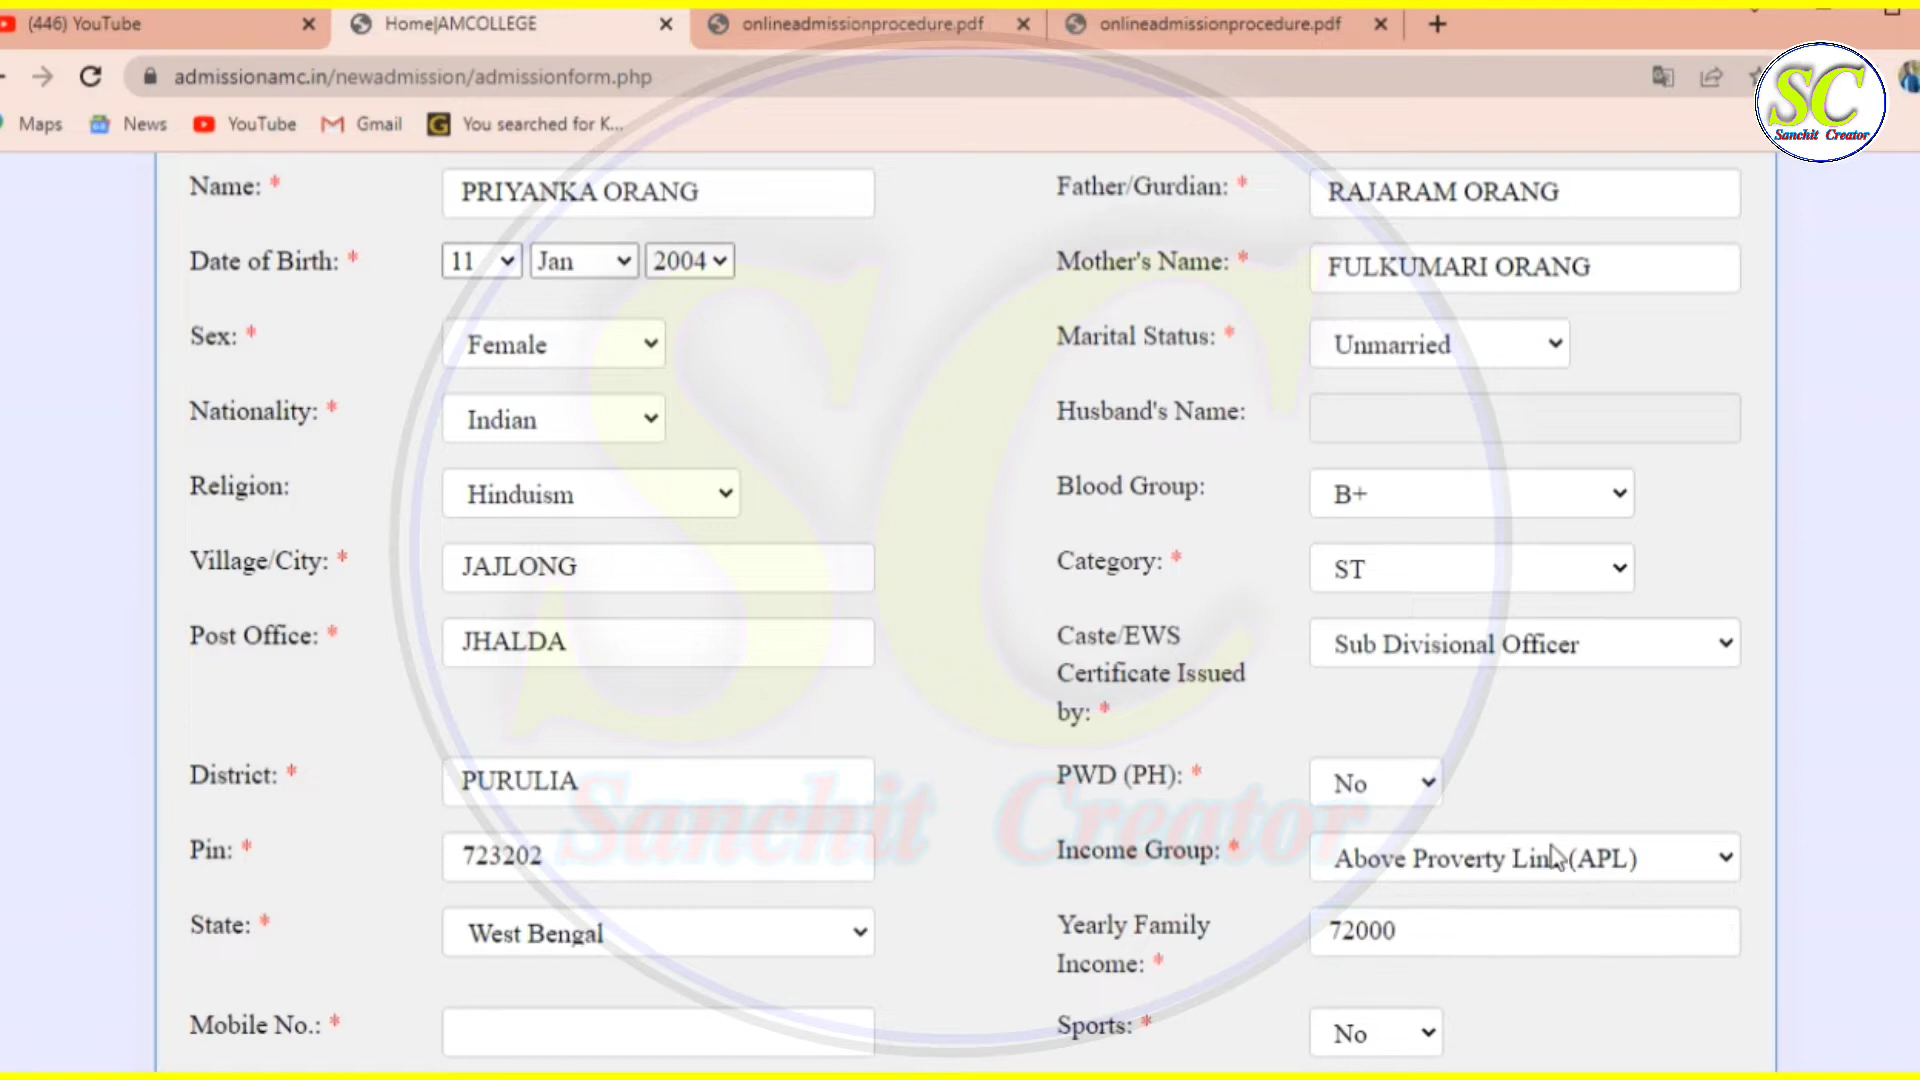 (446) YouTube
Home|AMCOLLEGE
onlineadmissionprocedure.pdf
onlineadmissionprocedure.pdf
admissionamc.in/newadmission/admissionform.php
Maps
News
YouTube
Gmail
You searched for K...
SC
Sanchit Creator
Name: *
PRIYANKA ORANG
Father/Gurdian: *
RAJARAM ORANG
Date of Birth: *
11
Jan
2004
Mother's Name: *
FULKUMARI ORANG
Sex: *
Female
Marital Status: *
Unmarried
Nationality: *
Indian
Husband's Name:
Religion:
Hinduism
Blood Group:
B+
Village/City: *
JAJLONG
Category: *
ST
Post Office: *
JHALDA
Caste/EWS
Certificate Issued
by: *
Sub Divisional Officer
District: *
PURULIA
PWD (PH): *
No
Pin: *
723202
Income Group: *
Above Proverty Line(APL)
State: *
West Bengal
Yearly Family
Income: *
72000
Mobile No.: *
Sports: *
No
SC
Sanchit Creator